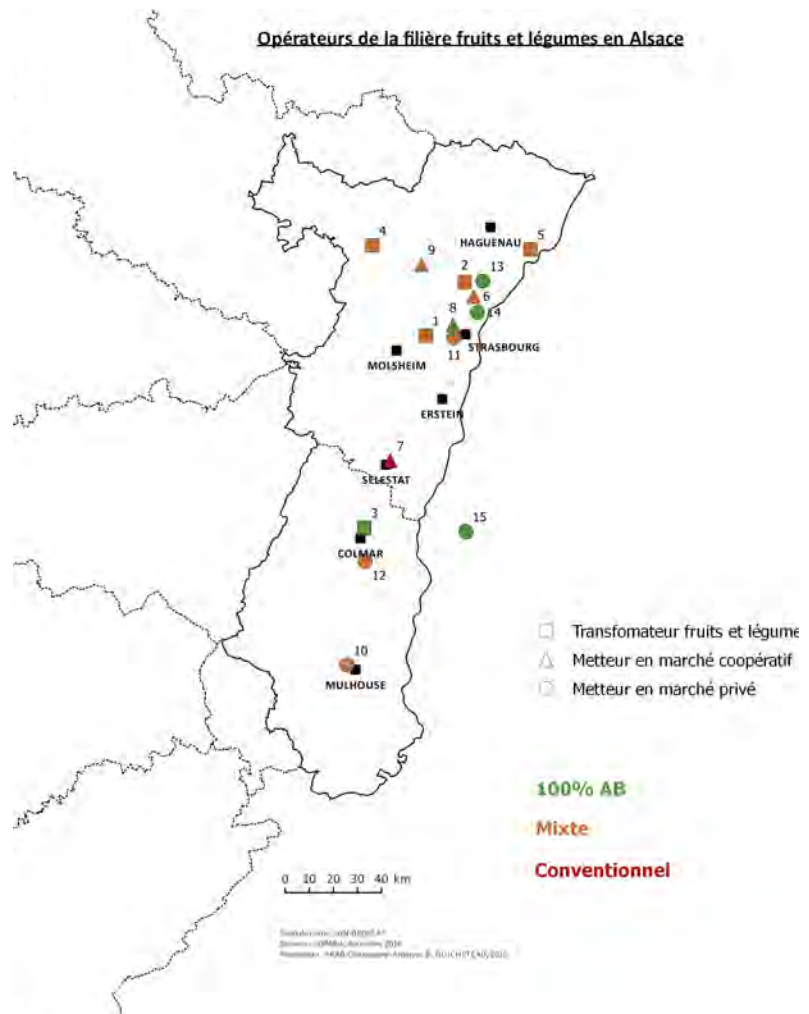 Opérateurs de la filière fruits et légumes en Alsace
4
HAGUENAU
5
9
2
13
6
8
14
1
STRASBOURG
11
MOLSHEIM
ERSTEIN
7
SELESTAT
3
15
COLMAR
12
10
MULHOUSE
Transfomateur fruits et légume
Metteur en marché coopératif
Metteur en marché privé
100% AB
Mixte
Conventionnel
0 10 20 30 40 km